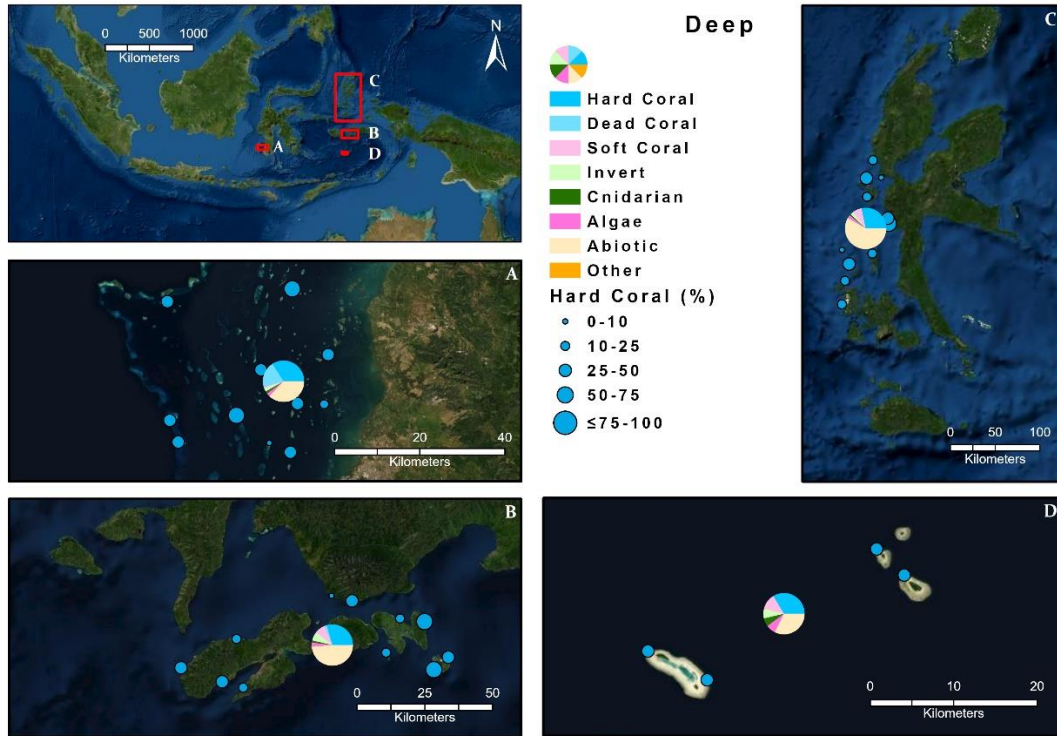 0 500 1000
Kilometers
N
C
B
A
D
Deep
Hard Coral
Dead Coral
Soft Coral
Invert
Cnidarian
Algae
Abiotic
Other
Hard Coral (%)
0-10
10-25
25-50
50-75
≤75-100
C
0 50 100
Kilometers
A
0 20 40
Kilometers
B
0 25 50
Kilometers
D
0 10 20
Kilometers